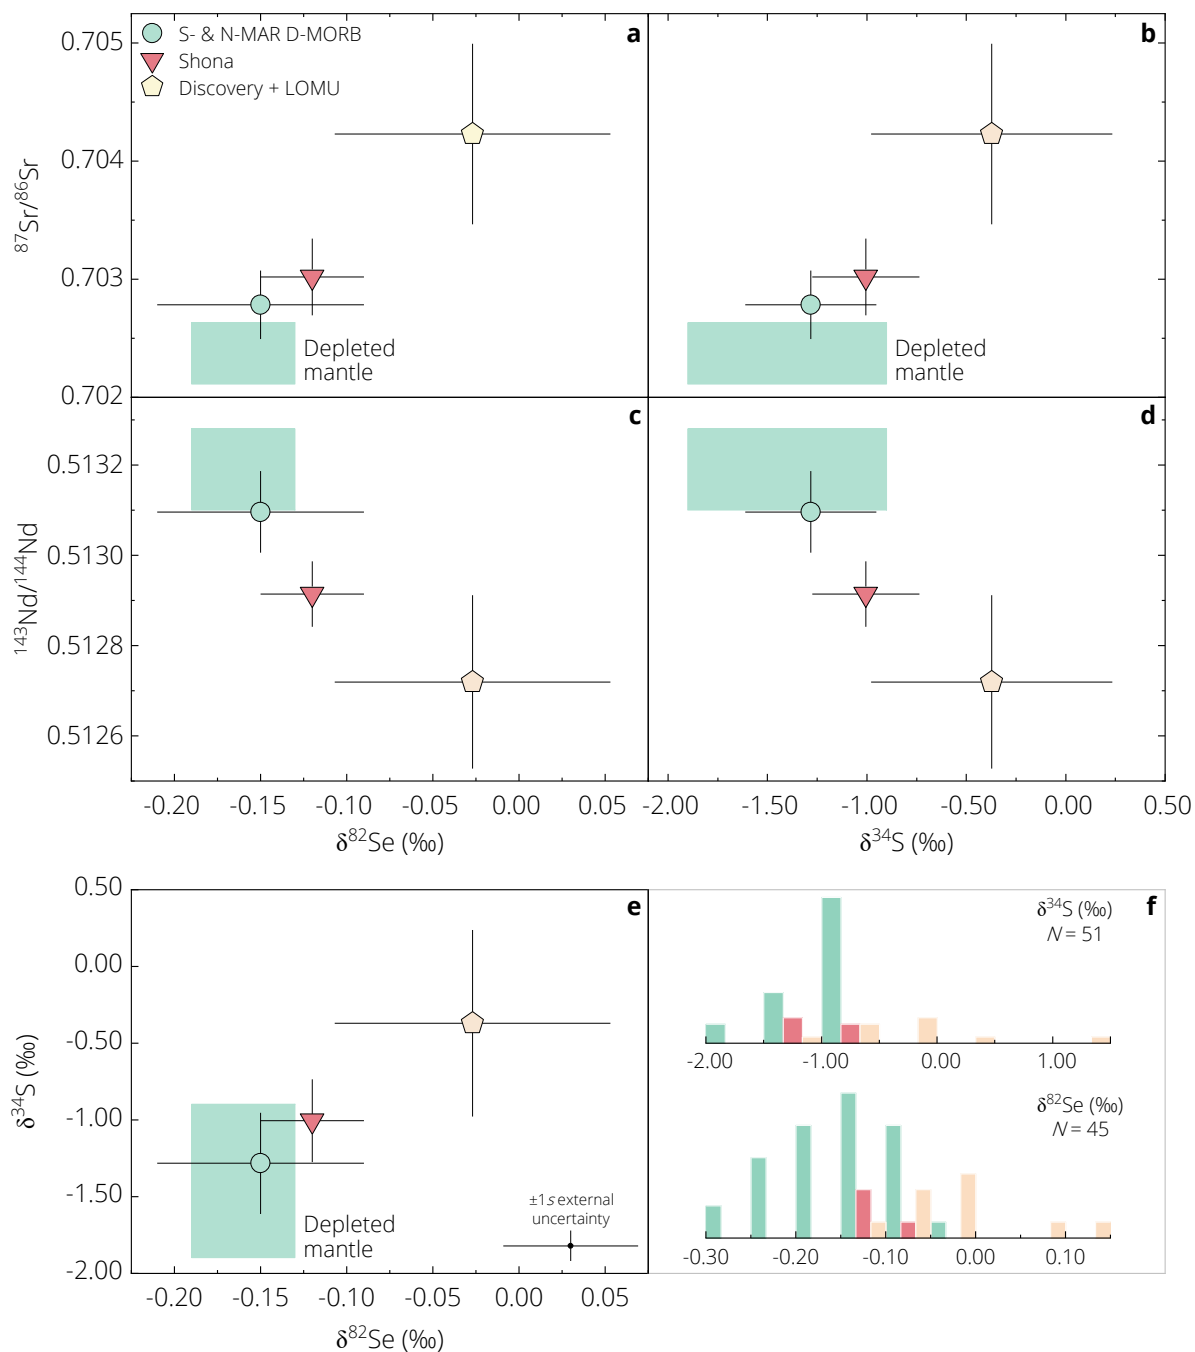 a
S- & N-MAR D-MORB
Shona
Discovery + LOMU
0.705
0.704
0.703
0.702
⁸⁷Sr/⁸⁶Sr
Depleted
mantle
b
Depleted
mantle
c
0.5132
0.5130
0.5128
0.5126
¹⁴³Nd/¹⁴⁴Nd
-0.20 -0.15 -0.10 -0.05 0.00 0.05
δ⁸²Se (‰)
d
-2.00 -1.50 -1.00 -0.50 0.00 0.50
δ³⁴S (‰)
e
0.50
0.00
-0.50
-1.00
-1.50
-2.00
δ³⁴S (‰)
Depleted
mantle
±1s external
uncertainty
-0.20 -0.15 -0.10 -0.05 0.00 0.05
δ⁸²Se (‰)
f
δ³⁴S (‰)
N = 51
-2.00 -1.00 0.00 1.00
δ⁸²Se (‰)
N = 45
-0.30 -0.20 -0.10 0.00 0.10